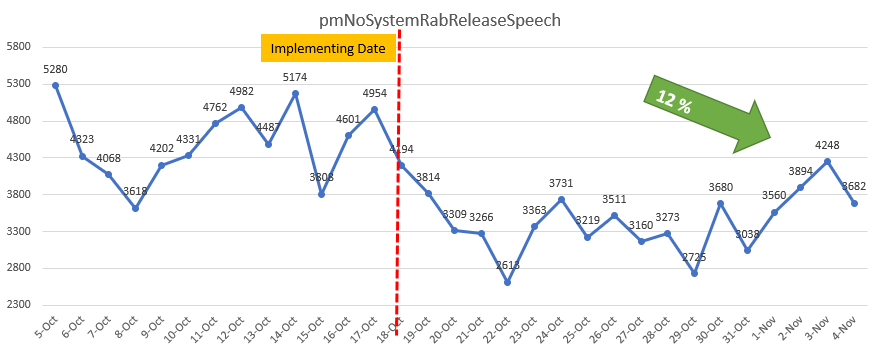 pmNoSystemRabReleaseSpeech
Implementing Date
12 %
5800
5300
4800
4300
3800
3300
2800
2300
5280
4323
4068
3618
4202
4331
4762
4982
4487
5174
3808
4601
4954
4194
3814
3309
3266
2613
3363
3731
3219
3511
3160
3273
2725
3680
3038
3560
3894
4248
3682
5-Oct
6-Oct
7-Oct
8-Oct
9-Oct
10-Oct
11-Oct
12-Oct
13-Oct
14-Oct
15-Oct
16-Oct
17-Oct
18-Oct
19-Oct
20-Oct
21-Oct
22-Oct
23-Oct
24-Oct
25-Oct
26-Oct
27-Oct
28-Oct
29-Oct
30-Oct
31-Oct
1-Nov
2-Nov
3-Nov
4-Nov